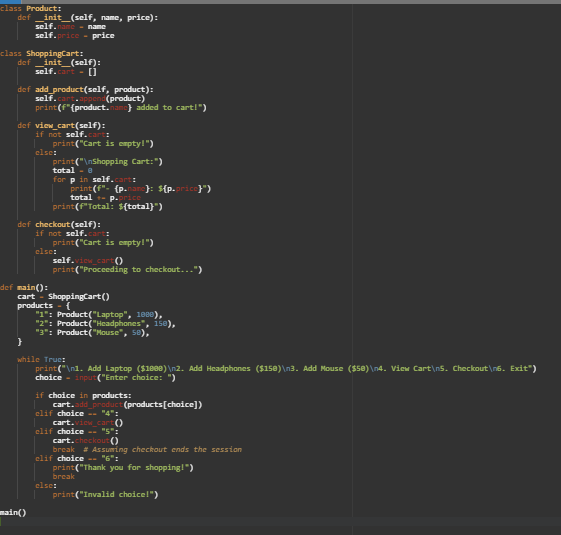 class Product:
    def __init__(self, name, price):
        self.name = name
        self.price = price

class ShoppingCart:
    def __init__(self):
        self.cart = []

    def add_product(self, product):
        self.cart.append(product)
        print(f"{product.name} added to cart!")

    def view_cart(self):
        if not self.cart:
            print("Cart is empty!")
        else:
            print("\nShopping Cart:")
            total = 0
            for p in self.cart:
                print(f"- {p.name}: ${p.price}")
                total += p.price
            print(f"Total: ${total}")

    def checkout(self):
        if not self.cart:
            print("Cart is empty!")
        else:
            self.view_cart()
            print("Proceeding to checkout...")

def main():
    cart = ShoppingCart()
    products = {
        "1": Product("Laptop", 1000),
        "2": Product("Headphones", 150),
        "3": Product("Mouse", 50),
    }

    while True:
        print("\n1. Add Laptop ($1000)\n2. Add Headphones ($150)\n3. Add Mouse ($50)\n4. View Cart\n5. Checkout\n6. Exit")
        choice = input("Enter choice: ")

        if choice in products:
            cart.add_product(products[choice])
        elif choice == "4":
            cart.view_cart()
        elif choice == "5":
            cart.checkout()
            break  # Assuming checkout ends the session
        elif choice == "6":
            print("Thank you for shopping!")
            break
        else:
            print("Invalid choice!")

main()